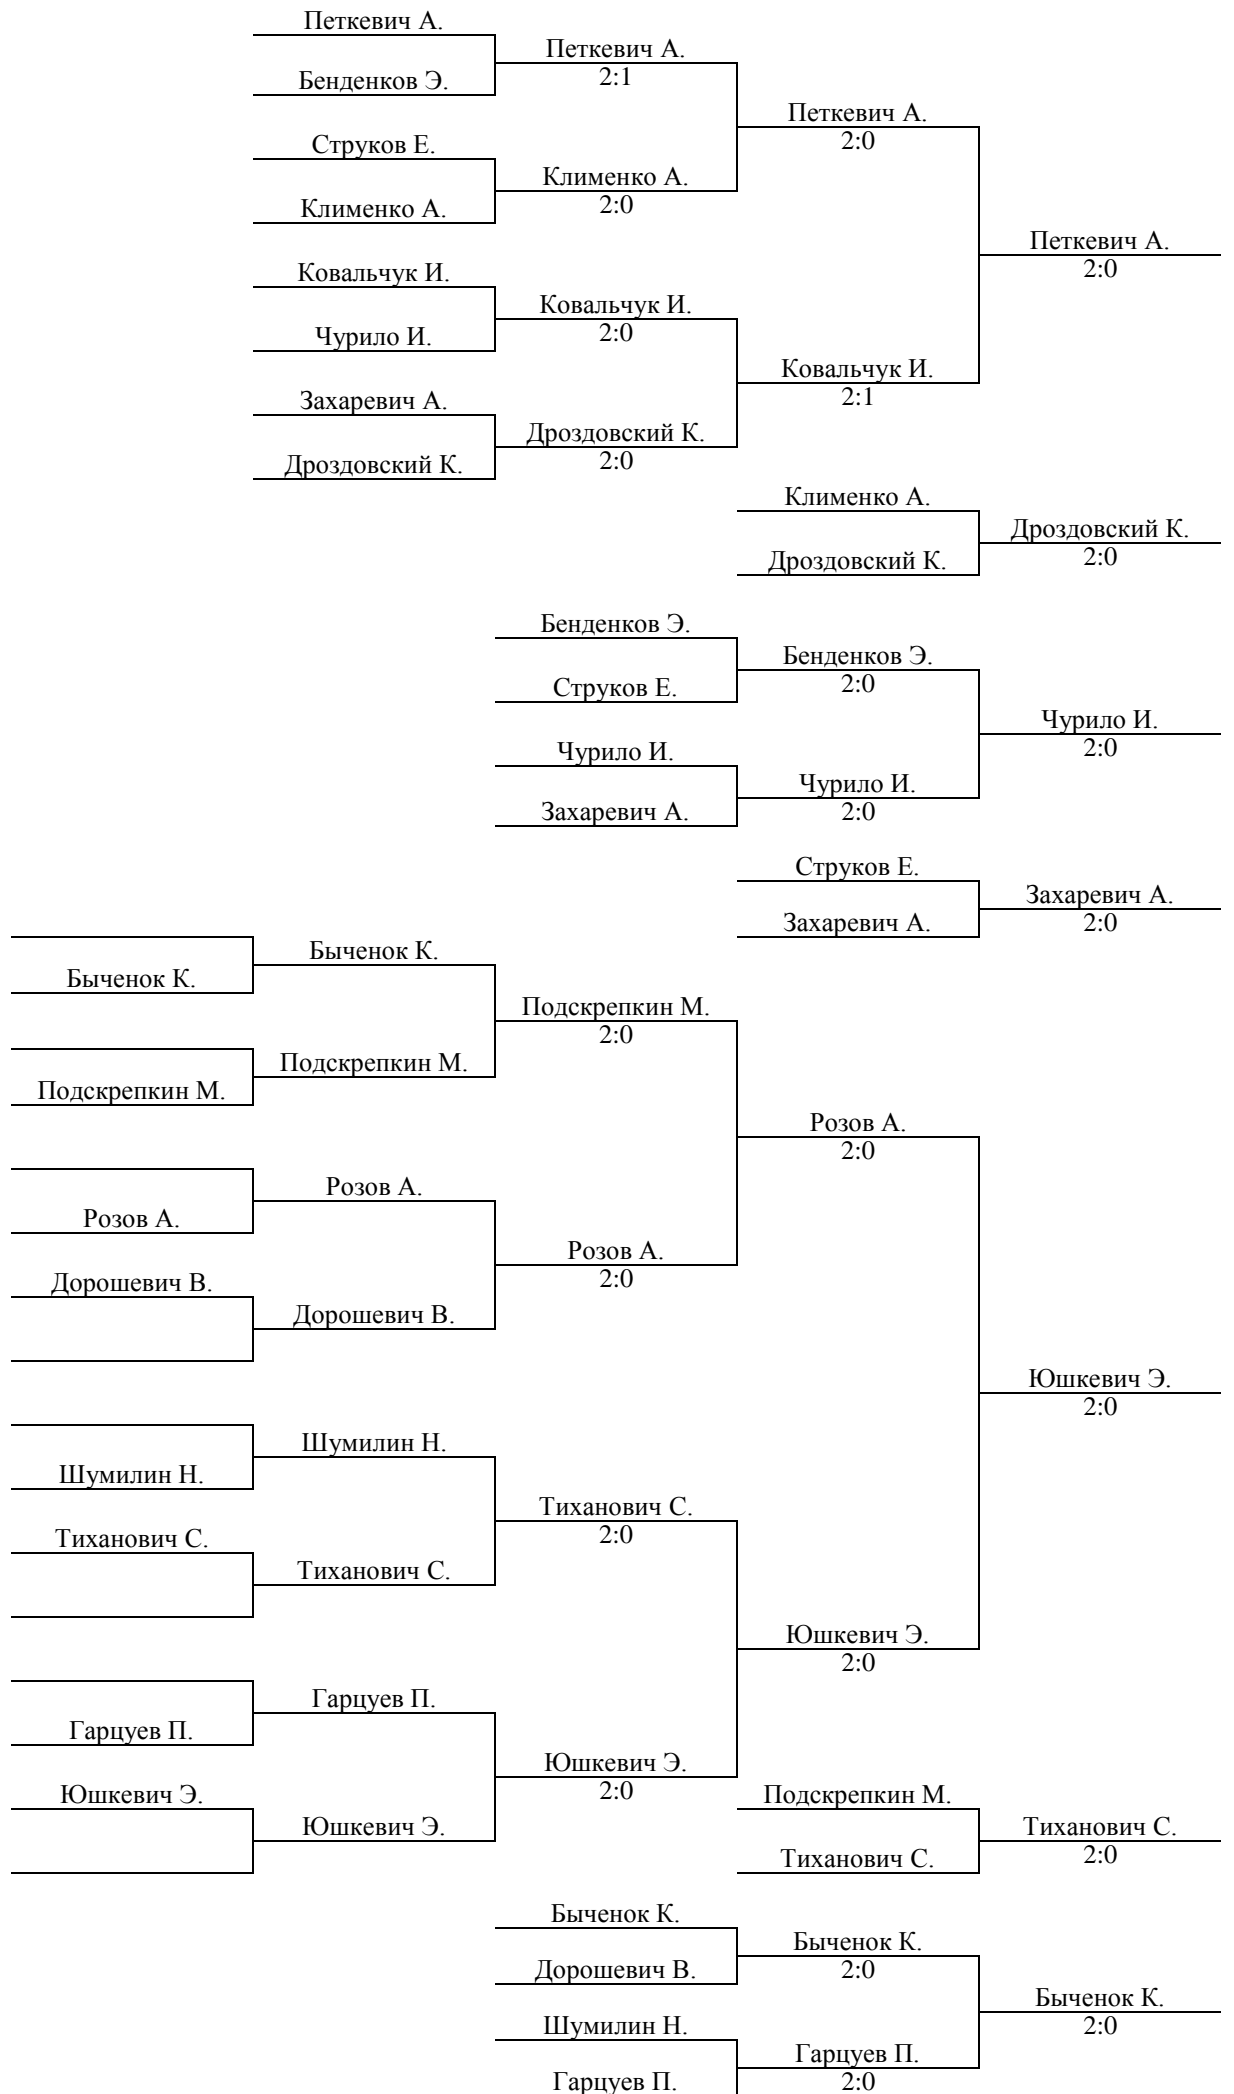 Петкевич А.
Петкевич А.
Бенденков Э.
2:1
Петкевич А.
Струков Е.
2:0
Клименко А.
Клименко А.
2:0
Петкевич А.
Ковальчук И.
2:0
Ковальчук И.
Чурило И.
2:0
Ковальчук И.
Захаревич А.
2:1
Дроздовский К.
Дроздовский К.
2:0
Клименко А.
Дроздовский К.
Дроздовский К.
2:0
Бенденков Э.
Бенденков Э.
Струков Е.
2:0
Чурило И.
Чурило И.
2:0
Чурило И.
Захаревич А.
2:0
Струков Е.
Захаревич А.
Захаревич А.
2:0
Быченок К.
Быченок К.
Подскрепкин М.
2:0
Подскрепкин М.
Подскрепкин М.
Розов А.
2:0
Розов А.
Розов А.
Розов А.
2:0
Дорошевич В.
Дорошевич В.
Юшкевич Э.
2:0
Шумилин Н.
Шумилин Н.
Тиханович С.
2:0
Тиханович С.
Тиханович С.
Юшкевич Э.
2:0
Гарцуев П.
Гарцуев П.
Юшкевич Э.
2:0
Юшкевич Э.
Подскрепкин М.
Юшкевич Э.
Тиханович С.
2:0
Тиханович С.
Быченок К.
Быченок К.
Дорошевич В.
2:0
Быченок К.
Шумилин Н.
2:0
Гарцуев П.
Гарцуев П.
2:0